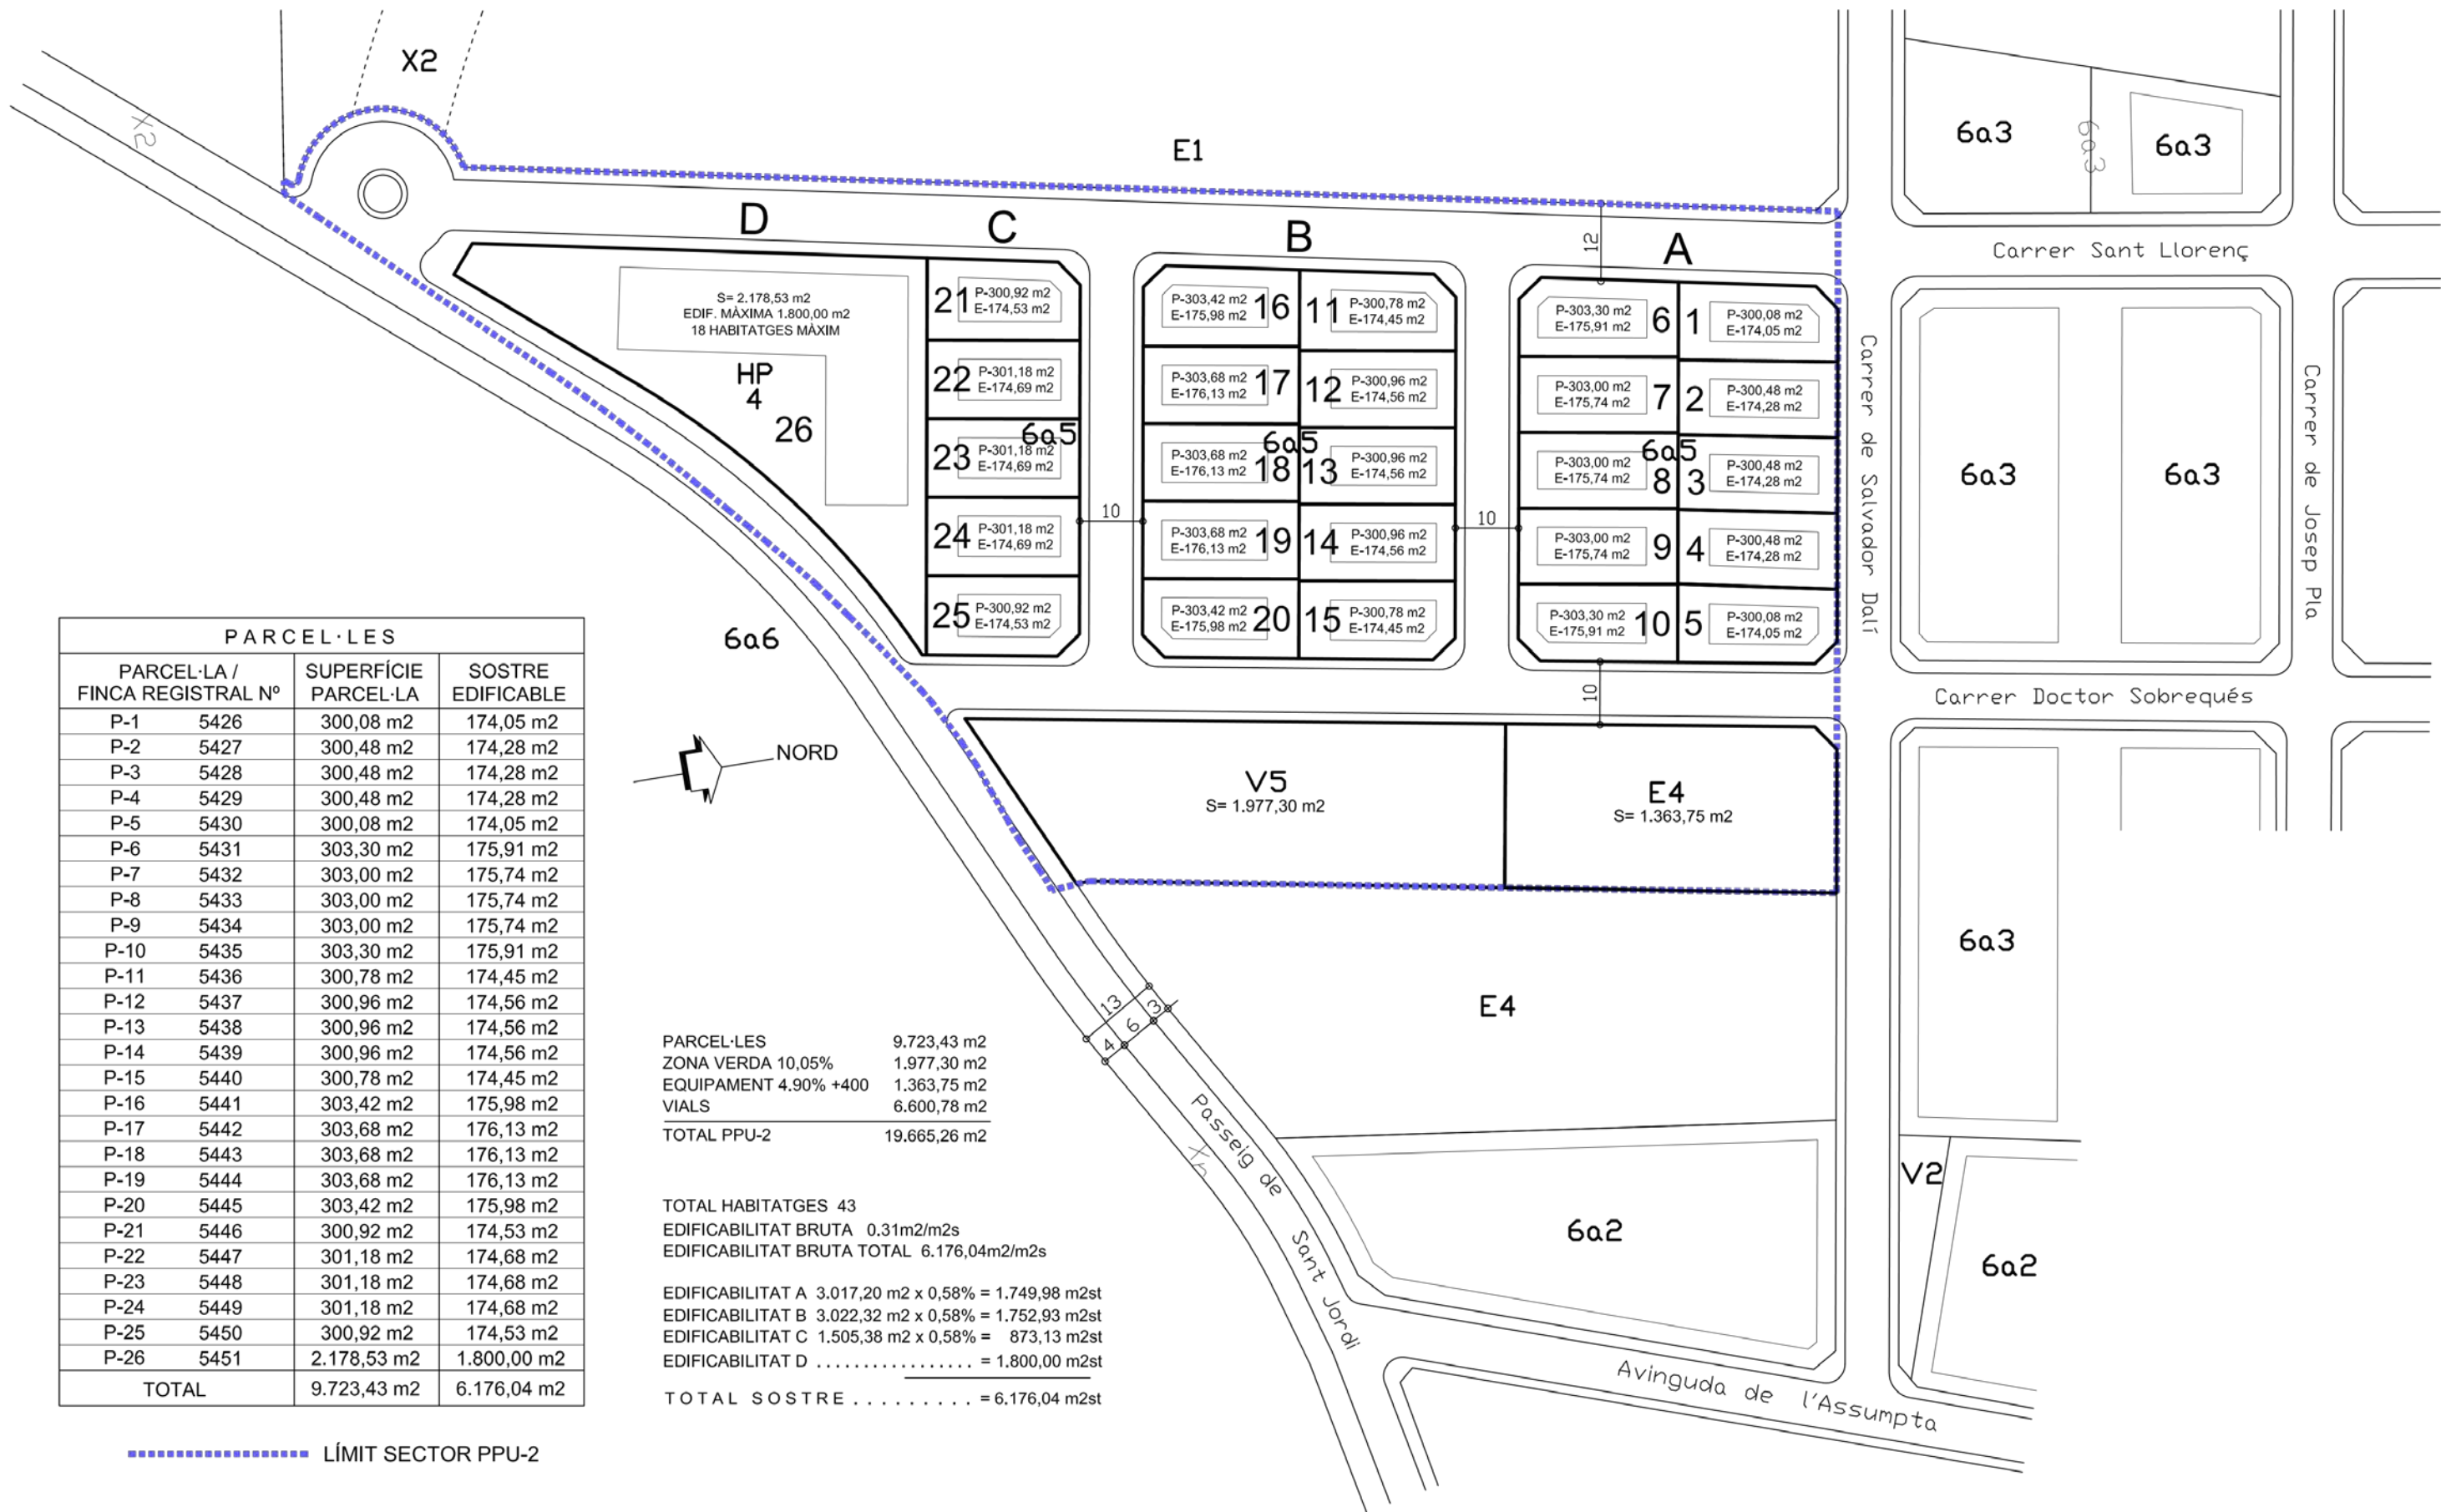 X2
X2
E1
6a3
6a3
6a3
Carrer Sant Llorenç
D
C
B
A
12
S= 2.178,53 m2
EDIF. MÀXIMA 1.800,00 m2
18 HABITATGES MÀXIM
HP
4
26
21 P-300,92 m2
E-174,53 m2
22 P-301,18 m2
E-174,69 m2
6a5
23 P-301,18 m2
E-174,69 m2
24 P-301,18 m2
E-174,69 m2
25 P-300,92 m2
E-174,53 m2
10
P-303,42 m2 16
E-175,98 m2
P-303,68 m2 17
E-176,13 m2
6a5
P-303,68 m2 18
E-176,13 m2
P-303,68 m2 19
E-176,13 m2
P-303,42 m2 20
E-175,98 m2
11 P-300,78 m2
E-174,45 m2
12 P-300,96 m2
E-174,56 m2
13 P-300,96 m2
E-174,56 m2
14 P-300,96 m2
E-174,56 m2
15 P-300,78 m2
E-174,45 m2
10
P-303,30 m2 6
E-175,91 m2
P-303,00 m2 7
E-175,74 m2
6a5
P-303,00 m2 8
E-175,74 m2
P-303,00 m2 9
E-175,74 m2
P-303,30 m2 10
E-175,91 m2
1 P-300,08 m2
E-174,05 m2
2 P-300,48 m2
E-174,28 m2
3 P-300,48 m2
E-174,28 m2
4 P-300,48 m2
E-174,28 m2
5 P-300,08 m2
E-174,05 m2
10
Carrer de Salvador Dalí
6a3
6a3
Carrer de Josep Pla
Carrer Doctor Sobrequés
6a6
NORD
V5
S= 1.977,30 m2
E4
S= 1.363,75 m2
6a3
E4
13
3
6
4
Passeig de Sant Jordi
6a2
V2
6a2
Avinguda de l'Assumpta
PARCEL·LES
PARCEL·LA / SUPERFÍCIE SOSTRE
FINCA REGISTRAL Nº PARCEL·LA EDIFICABLE
P-1 5426 300,08 m2 174,05 m2
P-2 5427 300,48 m2 174,28 m2
P-3 5428 300,48 m2 174,28 m2
P-4 5429 300,48 m2 174,28 m2
P-5 5430 300,08 m2 174,05 m2
P-6 5431 303,30 m2 175,91 m2
P-7 5432 303,00 m2 175,74 m2
P-8 5433 303,00 m2 175,74 m2
P-9 5434 303,00 m2 175,74 m2
P-10 5435 303,30 m2 175,91 m2
P-11 5436 300,78 m2 174,45 m2
P-12 5437 300,96 m2 174,56 m2
P-13 5438 300,96 m2 174,56 m2
P-14 5439 300,96 m2 174,56 m2
P-15 5440 300,78 m2 174,45 m2
P-16 5441 303,42 m2 175,98 m2
P-17 5442 303,68 m2 176,13 m2
P-18 5443 303,68 m2 176,13 m2
P-19 5444 303,68 m2 176,13 m2
P-20 5445 303,42 m2 175,98 m2
P-21 5446 300,92 m2 174,53 m2
P-22 5447 301,18 m2 174,68 m2
P-23 5448 301,18 m2 174,68 m2
P-24 5449 301,18 m2 174,68 m2
P-25 5450 300,92 m2 174,53 m2
P-26 5451 2.178,53 m2 1.800,00 m2
TOTAL 9.723,43 m2 6.176,04 m2
LÍMIT SECTOR PPU-2
PARCEL·LES 9.723,43 m2
ZONA VERDA 10,05% 1.977,30 m2
EQUIPAMENT 4.90% +400 1.363,75 m2
VIALS 6.600,78 m2
TOTAL PPU-2 19.665,26 m2
TOTAL HABITATGES 43
EDIFICABILITAT BRUTA 0.31m2/m2s
EDIFICABILITAT BRUTA TOTAL 6.176,04m2/m2s
EDIFICABILITAT A 3.017,20 m2 x 0,58% = 1.749,98 m2st
EDIFICABILITAT B 3.022,32 m2 x 0,58% = 1.752,93 m2st
EDIFICABILITAT C 1.505,38 m2 x 0,58% = 873,13 m2st
EDIFICABILITAT D . . . . . . . . . . . . . . . . . = 1.800,00 m2st
TOTAL SOSTRE . . . . . . . . . = 6.176,04 m2st